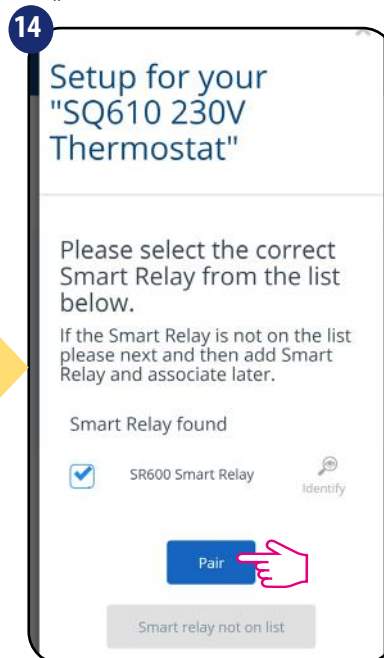 14
Setup for your
"SQ610 230V
Thermostat"
Please select the correct
Smart Relay from the list
below.
If the Smart Relay is not on the list
please next and then add Smart
Relay and associate later.
Smart Relay found
SR600 Smart Relay
Identify
Pair
Smart relay not on list